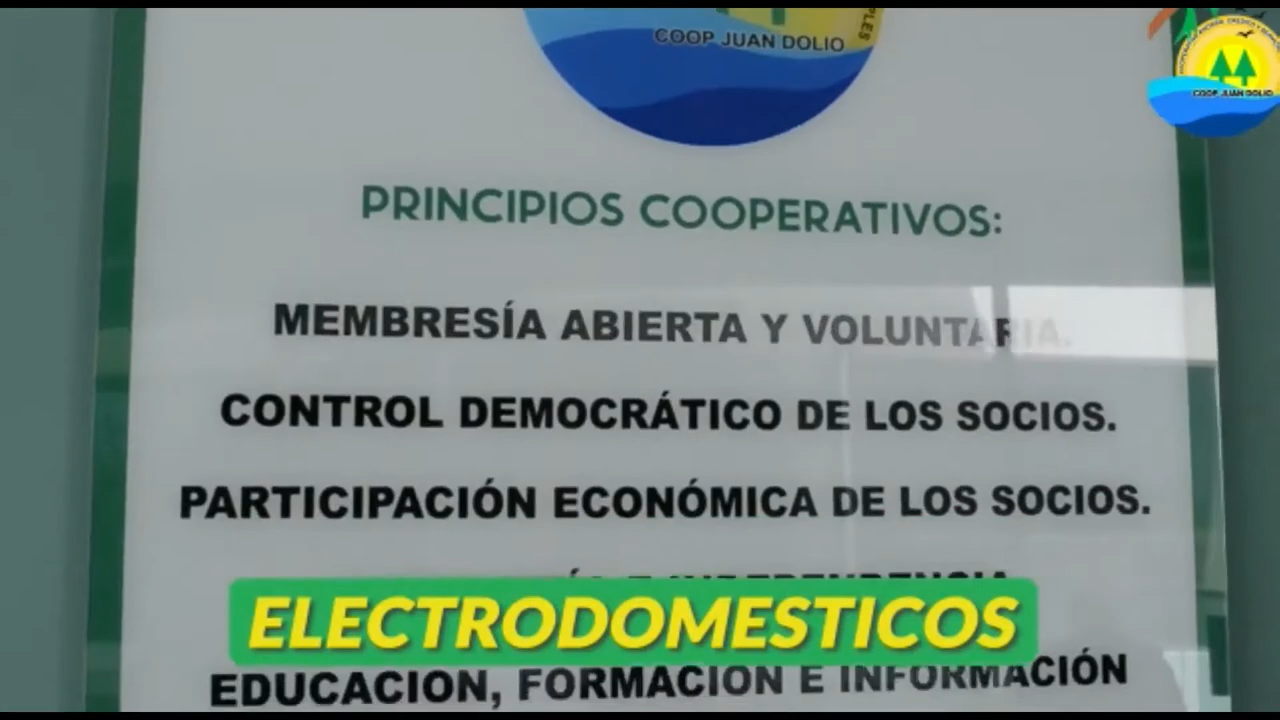 COOP JUAN DOLIO
COOP JUAN DOLIO
PRINCIPIOS COOPERATIVOS:
MEMBRESÍA ABIERTA Y VOLUNTARIA.
CONTROL DEMOCRÁTICO DE LOS SOCIOS.
PARTICIPACIÓN ECONÓMICA DE LOS SOCIOS.
ELECTRODOMESTICOS
EDUCACION, FORMACION E INFORMACIÓN